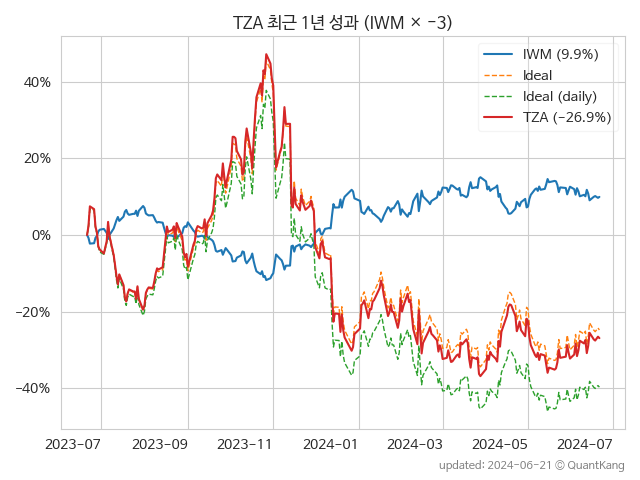 TZA 최근 1년 성과 (IWM × −3)
IWM (9.9%)
Ideal
Ideal (daily)
TZA (−26.9%)
40%
20%
0%
−20%
−40%
2023-07
2023-09
2023-11
2024-01
2024-03
2024-05
2024-07
updated: 2024-06-21 ⓒ QuantKang